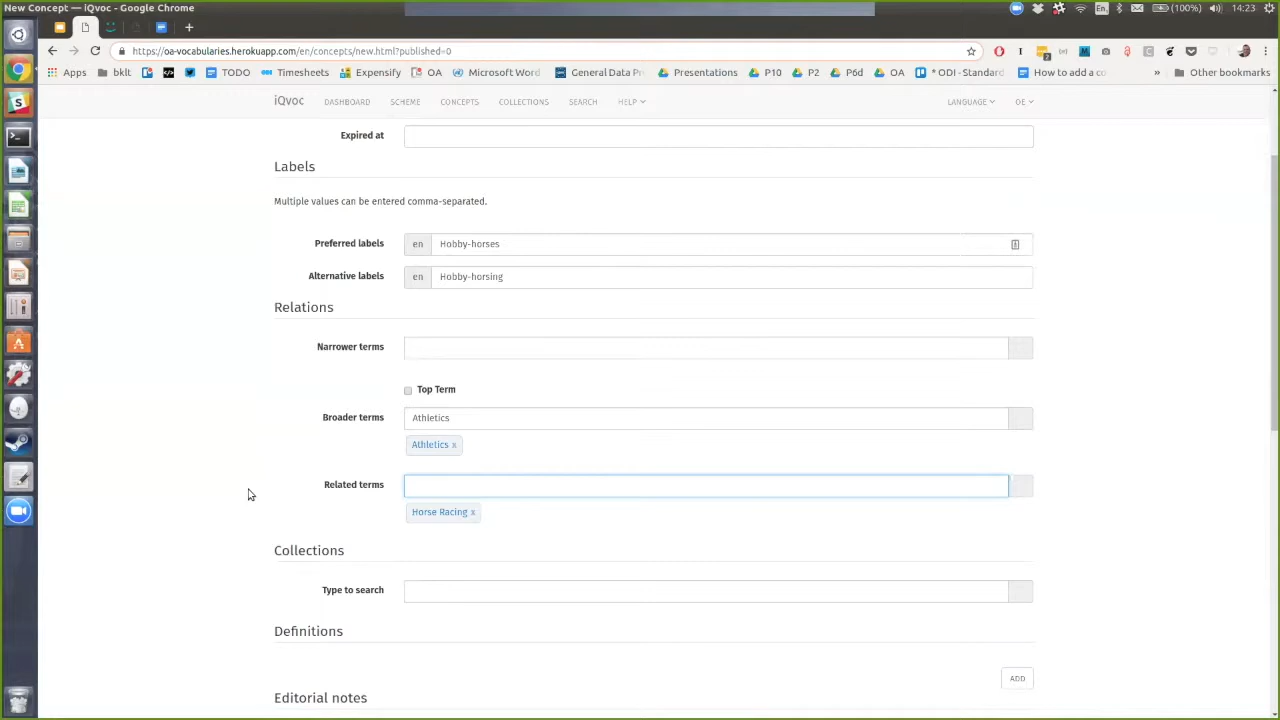 New Concept — iQvoc - Google Chrome
En
(100%)
14:23
https://oa-vocabularies.herokuapp.com/en/concepts/new.html?published=0
Apps bklt TODO Timesheets Expensify OA Microsoft Word General Data Pr Presentations P10 P2 P6d OA * ODI - Standard How to add a co » Other bookmarks
iQvoc DASHBOARD SCHEME CONCEPTS COLLECTIONS SEARCH HELP LANGUAGE OE
Expired at
Labels
Multiple values can be entered comma-separated.
Preferred labels en Hobby-horses
Alternative labels en Hobby-horsing
Relations
Narrower terms
Top Term
Broader terms Athletics
Athletics x
Related terms
Horse Racing x
Collections
Type to search
Definitions
ADD
Editorial notes